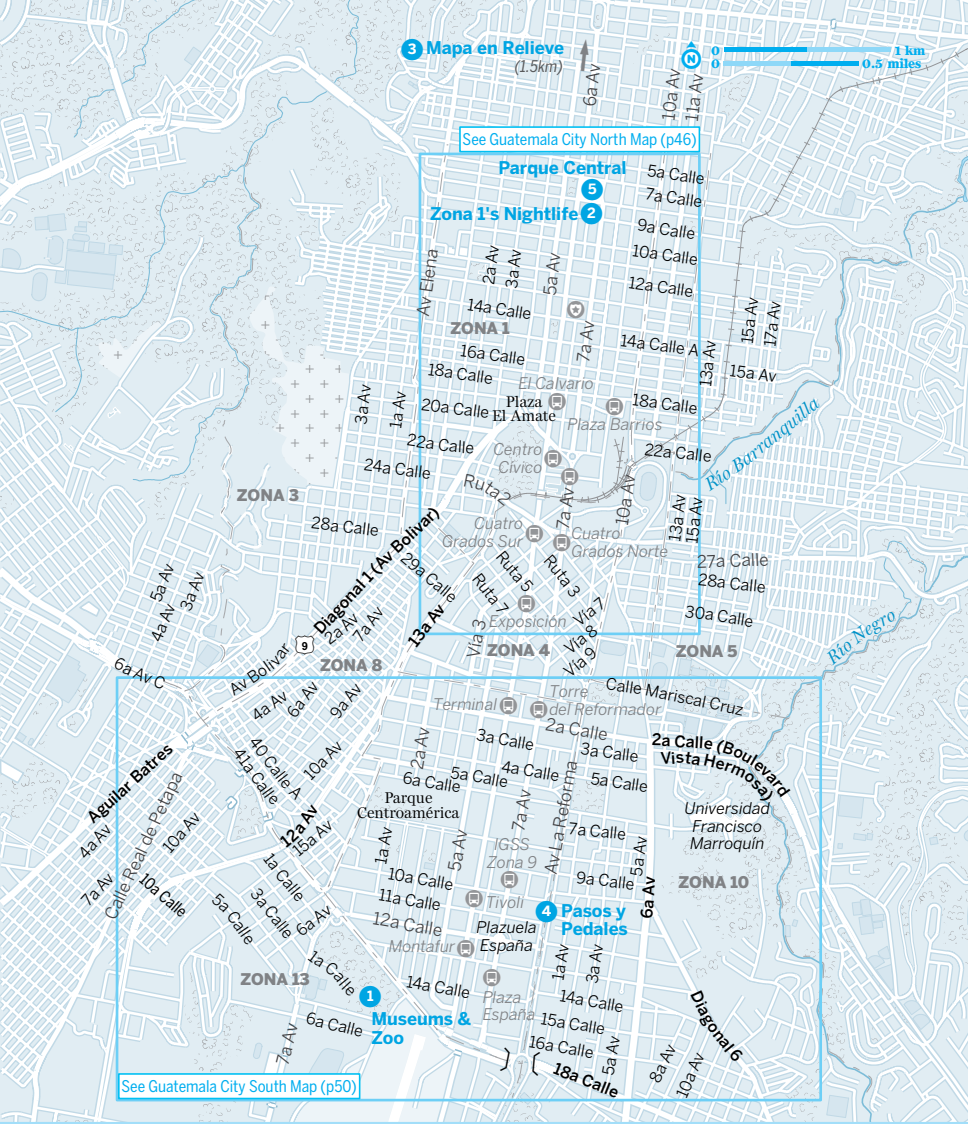 3 Mapa en Relieve
(1.5km)
6a Av
10a Av
11a Av
N
0 1 km
0 0.5 miles
See Guatemala City North Map (p46)
Parque Central
5
Zona 1's Nightlife 2
5a Calle
7a Calle
9a Calle
10a Calle
12a Calle
Av Elena
2a Av
3a Av
5a Av
14a Calle
ZONA 1
7a Av
14a Calle A
13a Av
15a Av
17a Av
15a Av
16a Calle
18a Calle
El Calvario
3a Av
1a Av
20a Calle
Plaza
El Amate
18a Calle
Plaza Barrios
22a Calle
Centro
Cívico
22a Calle
Río Barranquilla
24a Calle
Ruta 2
ZONA 3
7a Av
10a Av
13a Av
15a Av
28a Calle
Diagonal 1 (Av Bolivar)
Cuatro
Grados Sur
Cuatro
Grados Norte
27a Calle
28a Calle
29a Calle
Ruta 5
Ruta 3
Ruta 7
5a Av
3a Av
4a Av
Exposición
Vía 7
30a Calle
2a Av
7a Av
13a Av
9
Vía 3
Vía 8
Vía 9
ZONA 4
ZONA 5
Río Negro
ZONA 8
6a Av C
Av Bolivar
4a Av
6a Av
9a Av
Calle Mariscal Cruz
Terminal
Torre
del Reformador
2a Calle
2a Calle (Boulevard
Vista Hermosa)
3a Calle
3a Calle
2a Av
40 Calle A
41a Calle
10a Av
Aguilar Batres
6a Calle
5a Calle
4a Calle
5a Calle
Parque
Centroamérica
Calle Real de Petapa
4a Av
10a Av
12a Av
15a Av
7a Av
Av La Reforma
7a Calle
Universidad
Francisco
Marroquín
1a Av
5a Av
IGSS
Zona 9
5a Av
6a Av
7a Av
10a Calle
1a Calle
10a Calle
9a Calle
ZONA 10
11a Calle
Tivoli
4 Pasos y
Pedales
5a Calle
3a Calle
6a Av
12a Calle
Plazuela
España
Montafur
1a Av
3a Av
ZONA 13
1a Calle
14a Calle
Plaza
España
14a Calle
1
Museums &
Zoo
6a Calle
7a Av
15a Calle
16a Calle
5a Av
18a Calle
8a Av
10a Av
Diagonal 6
See Guatemala City South Map (p50)